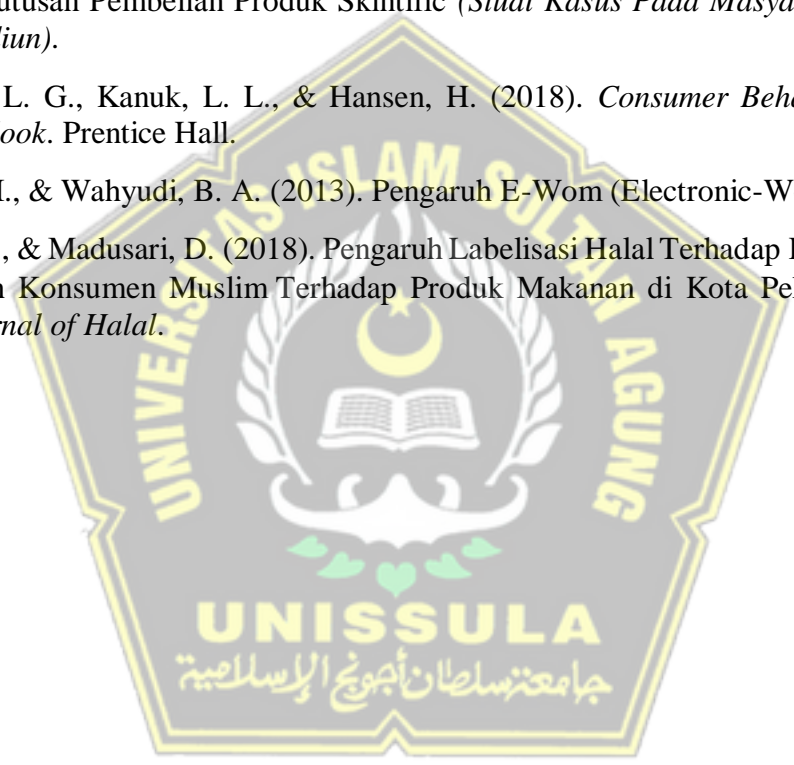 utusan Pembelian Produk Skintific (Studi Kasus Pada Masya
diun).
L. G., Kanuk, L. L., & Hansen, H. (2018). Consumer Beha
ook. Prentice Hall.
I., & Wahyudi, B. A. (2013). Pengaruh E-Wom (Electronic-W
., & Madusari, D. (2018). Pengaruh Labelisasi Halal Terhadap
n Konsumen Muslim Terhadap Produk Makanan di Kota Pe
rnal of Halal.
UNIVERSITAS ISLAM SULTAN AGUNG
UNISSULA
جامعة سلطان أجونج الإسلامية